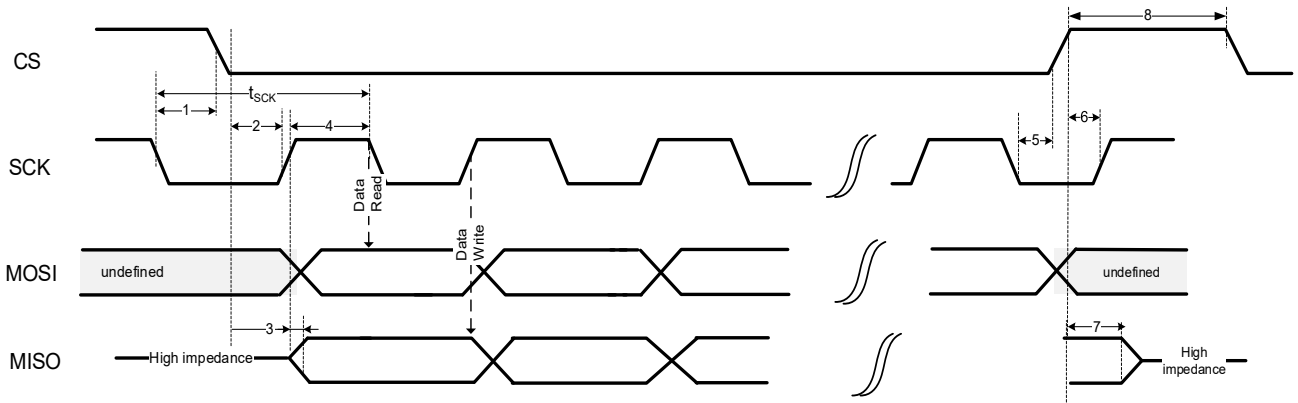 8
CS
tSCK
1
2
4
5
6
SCK
Data
Read
Data
Write
MOSI
undefined
undefined
3
7
MISO
High impedance
High
impedance